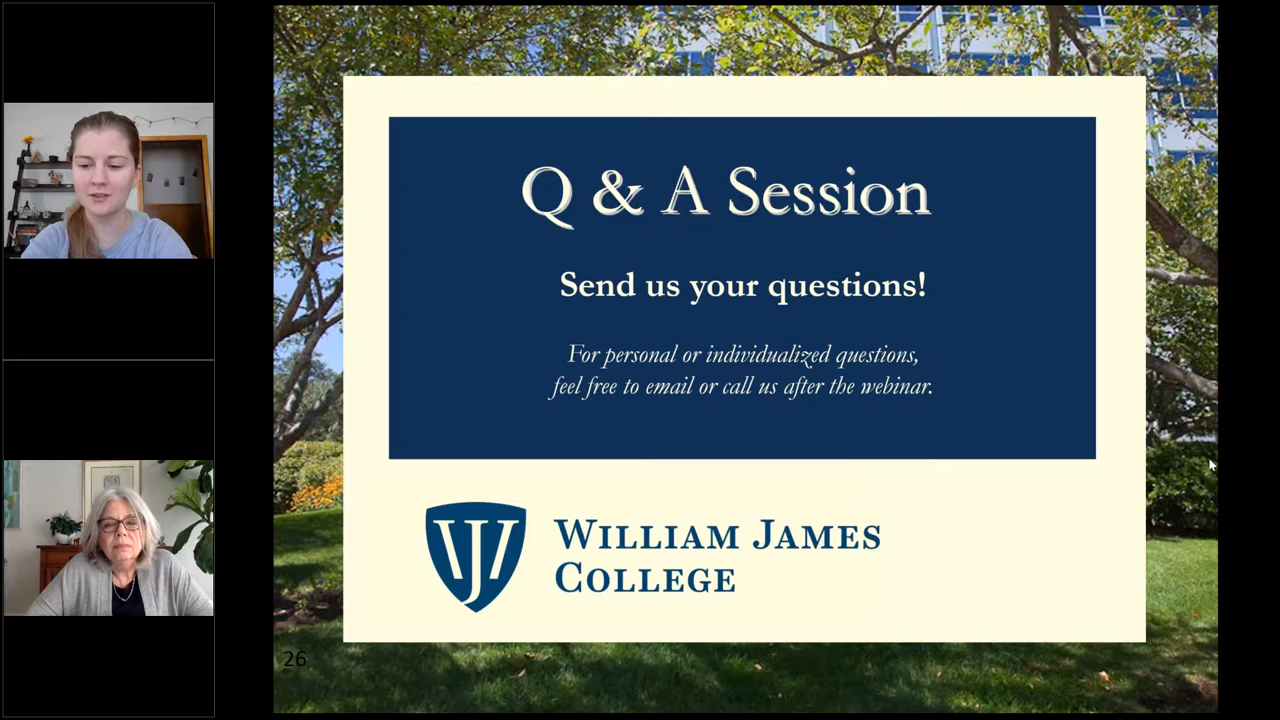 Q & A Session
Send us your questions!
For personal or individualized questions,
feel free to email or call us after the webinar.
WILLIAM JAMES
COLLEGE
26